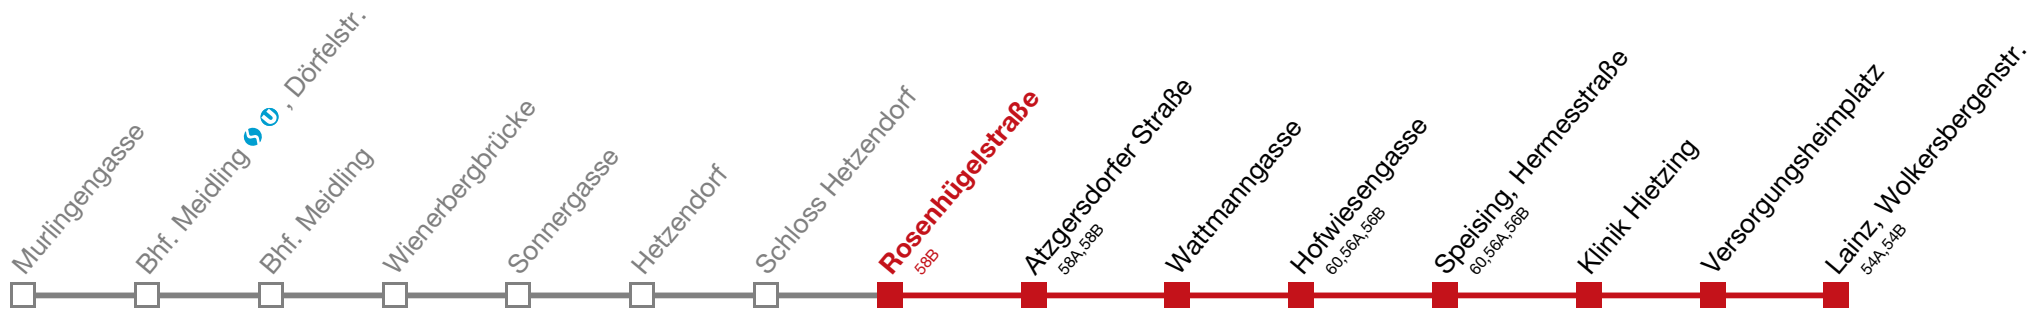 Murlingengasse
Bhf. Meidling S U , Dörfelstr.
Bhf. Meidling
Wienerbergbrücke
Sonnergasse
Hetzendorf
Schloss Hetzendorf
Rosenhügelstraße
58B
Atzgersdorfer Straße
58A,58B
Wattmanngasse
Hofwiesengasse
60,56A,56B
Speising, Hermesstraße
60,56A,56B
Klinik Hietzing
Versorgungsheimplatz
Lainz, Wolkersbergenstr.
54A,54B